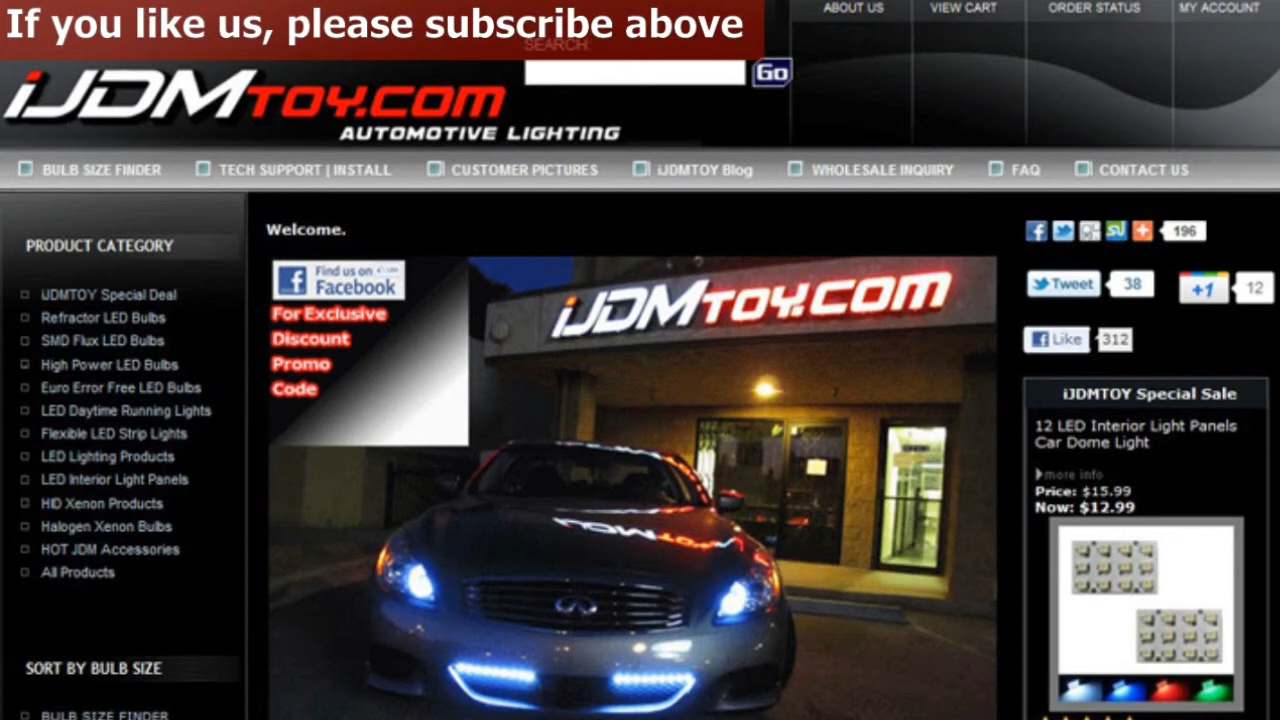 If you like us, please subscribe above
ABOUT US
VIEW CART
ORDER STATUS
MY ACCOUNT
SEARCH:
Go
iJDMTOY.COM
AUTOMOTIVE LIGHTING
BULB SIZE FINDER
TECH SUPPORT | INSTALL
CUSTOMER PICTURES
iJDMTOY Blog
WHOLESALE INQUIRY
FAQ
CONTACT US
PRODUCT CATEGORY
iJDMTOY Special Deal
Refractor LED Bulbs
SMD Flux LED Bulbs
High Power LED Bulbs
Euro Error Free LED Bulbs
LED Daytime Running Lights
Flexible LED Strip Lights
LED Lighting Products
LED Interior Light Panels
HID Xenon Products
Halogen Xenon Bulbs
HOT JDM Accessories
All Products
SORT BY BULB SIZE
BULB SIZE FINDER
Welcome.
Find us on
Facebook
For Exclusive
Discount
Promo
Code
iJDMTOY.COM
196
Tweet
38
+1
12
Like
312
iJDMTOY Special Sale
12 LED Interior Light Panels
Car Dome Light
more info
Price: $15.99
Now: $12.99